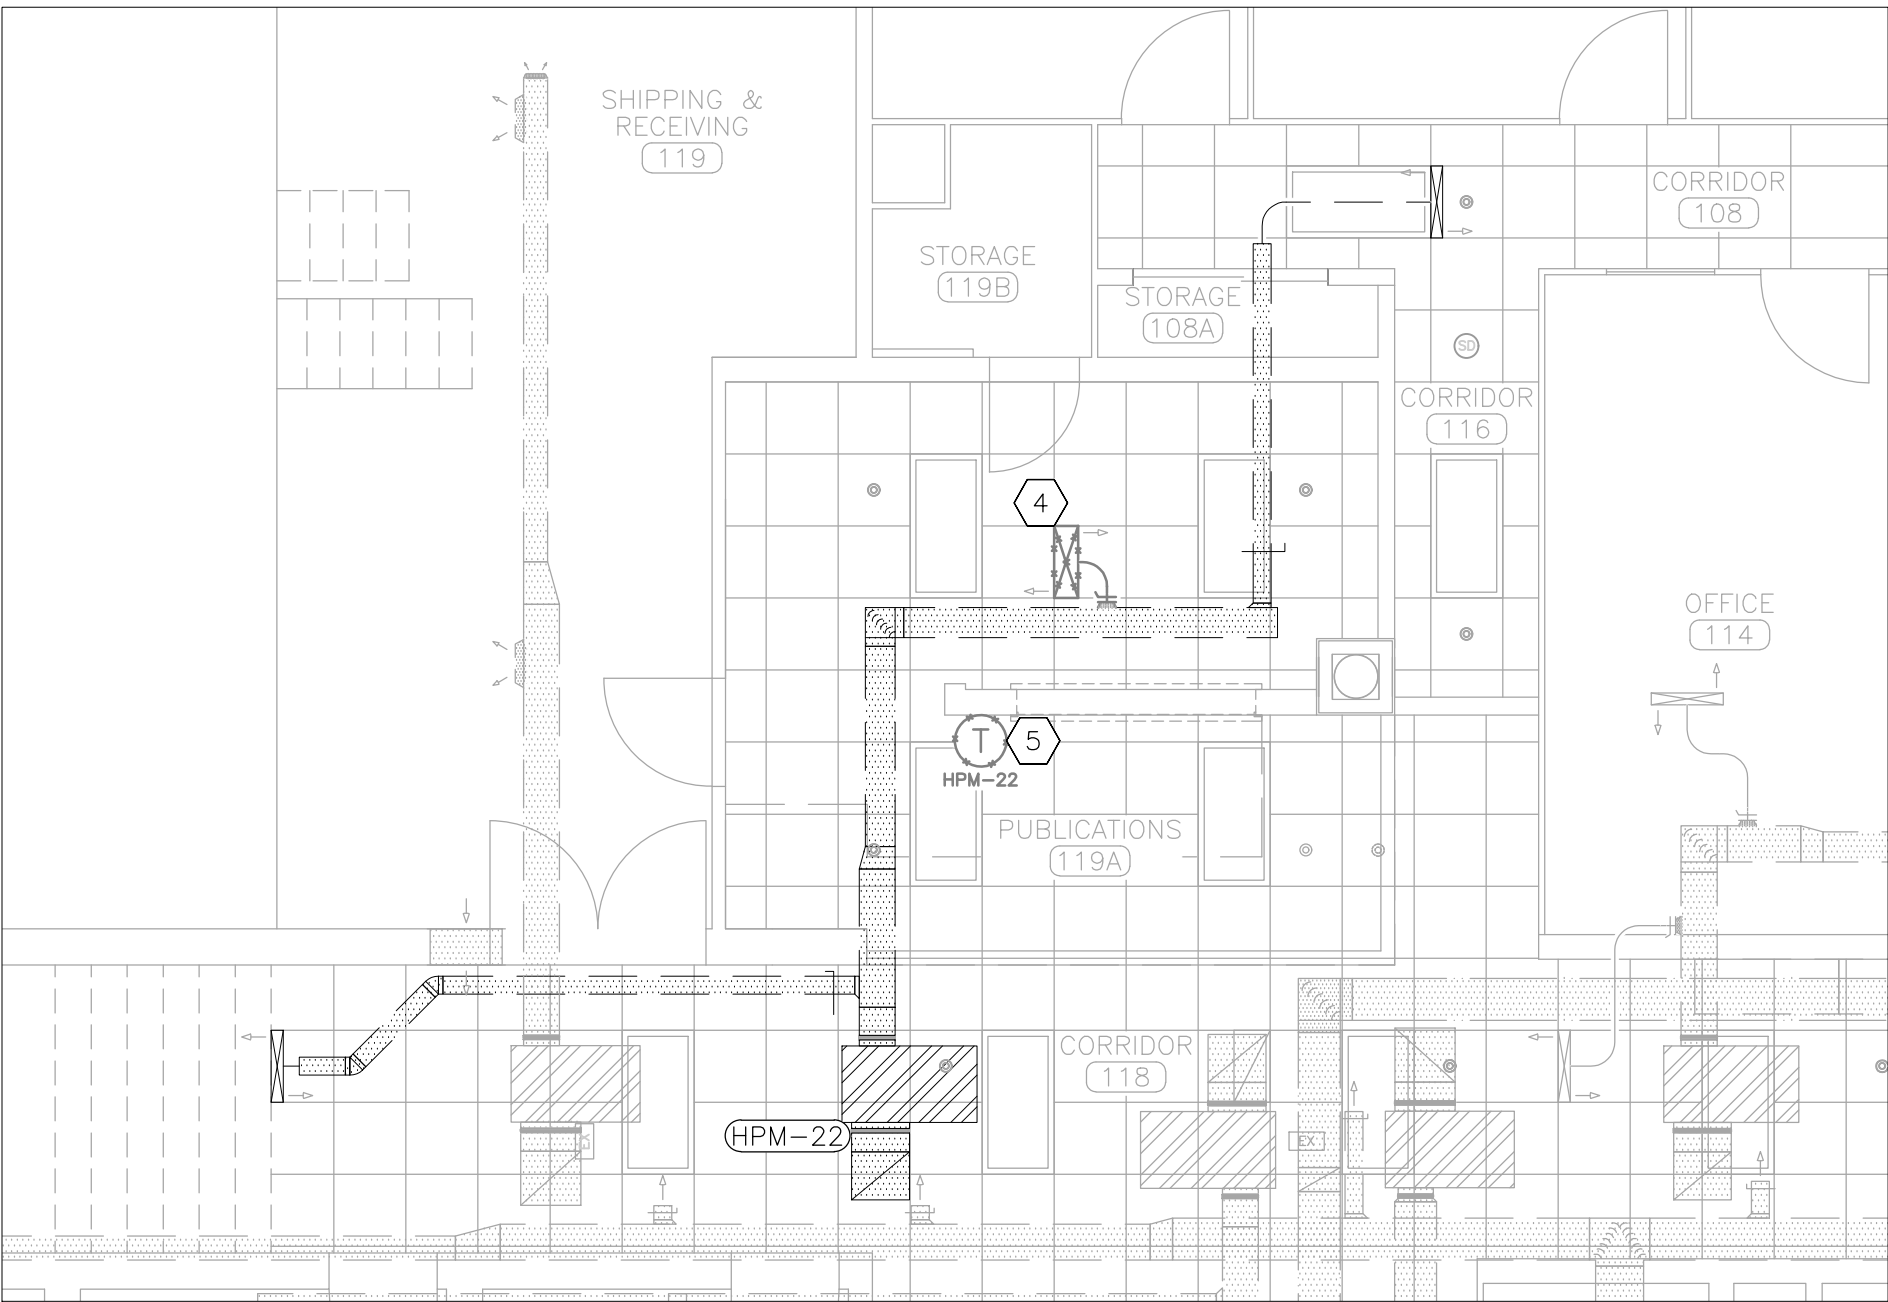 SHIPPING &
RECEIVING
119
CORRIDOR
108
STORAGE
119B
STORAGE
108A
SD
CORRIDOR
116
4
OFFICE
114
T
5
HPM-22
PUBLICATIONS
119A
CORRIDOR
118
HPM-22
EX
EX